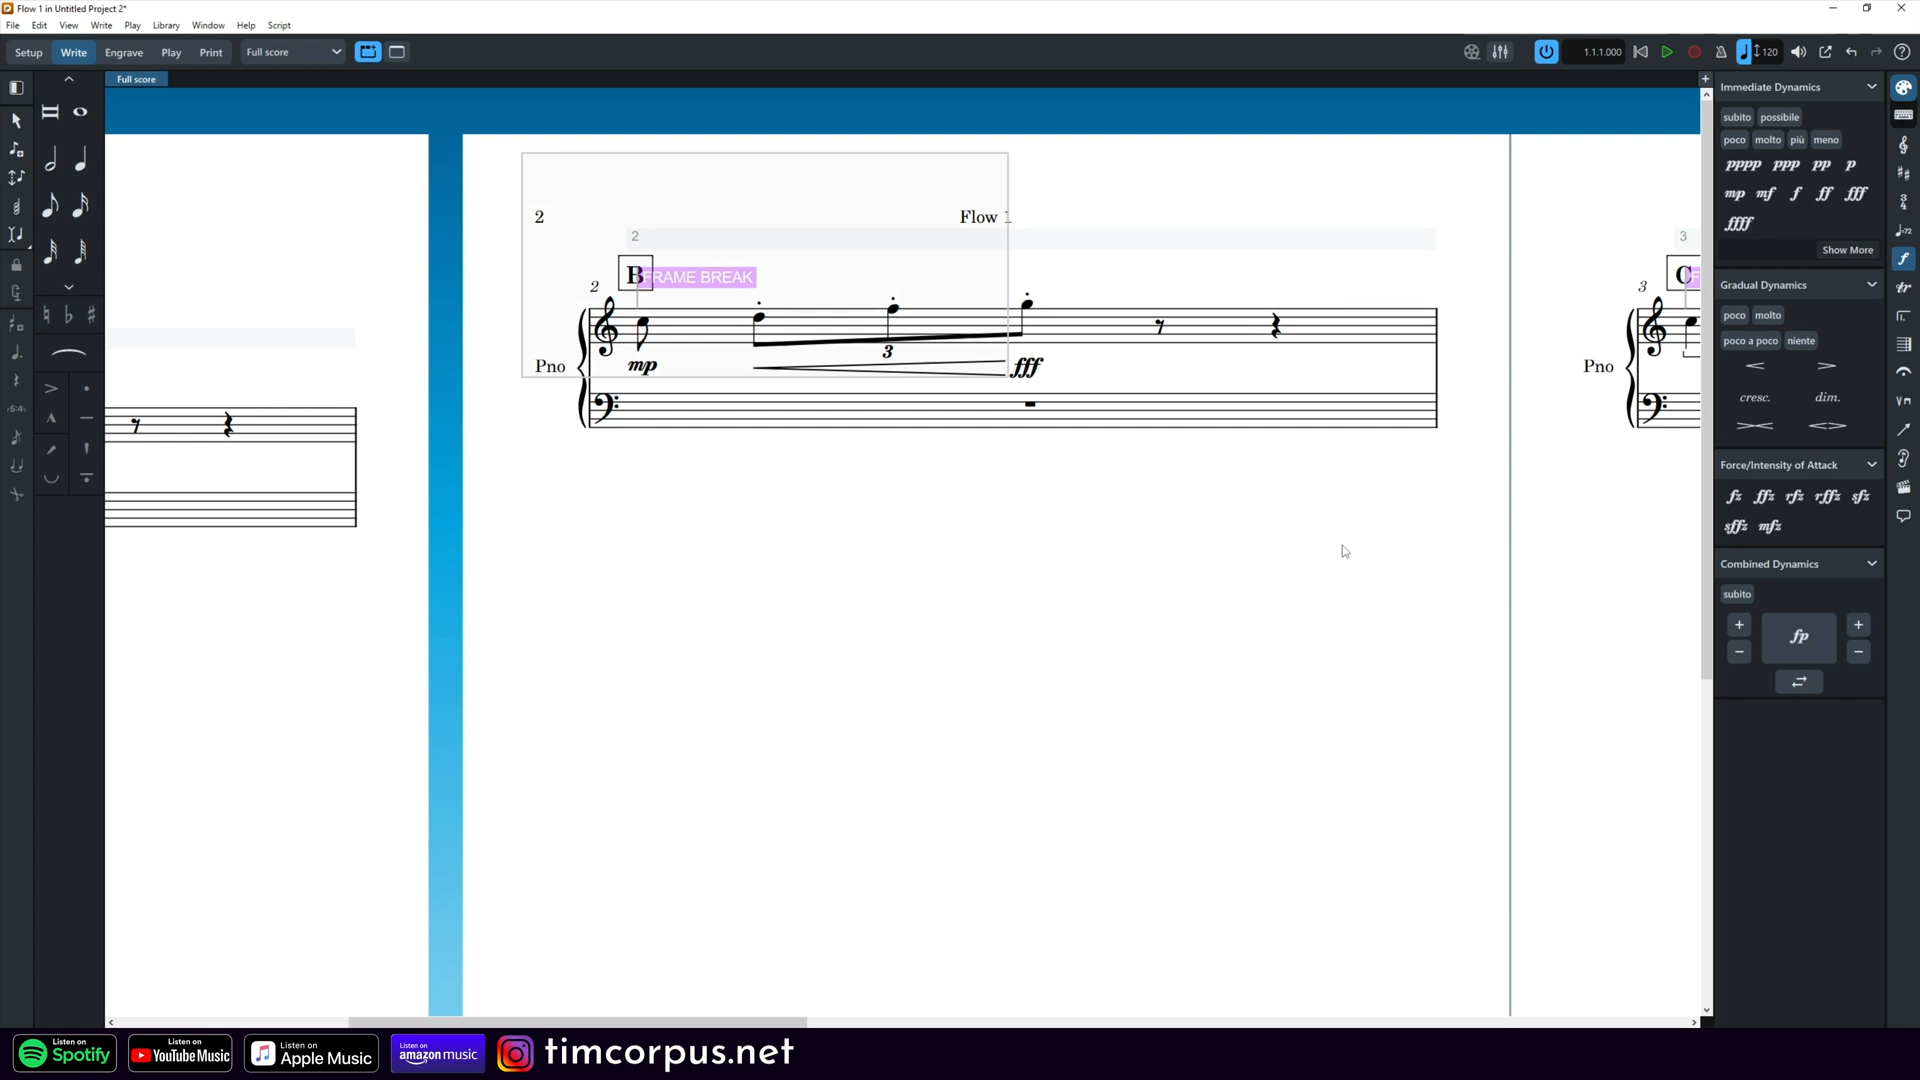 Flow 1 in Untitled Project 2*
File Edit View Write Play Library Window Help Script
Setup Write Engrave Play Print Full score 1.1.1.000 120
Full score
Immediate Dynamics
subito possibile
poco molto più meno
pppp ppp pp p
mp mf f ff fff
ffff
Show More
Gradual Dynamics
poco molto
poco a poco niente
cresc. dim.
Force/Intensity of Attack
fz ffz rfz rffz sfz
sffz mfz
Combined Dynamics
subito
fp
2 Flow 1
2 3
B FRAME BREAK C
2 3
3
Pno mp fff Pno
Listen on Spotify
Listen on YouTube Music
Listen on Apple Music
Listen on amazon music
timcorpus.net